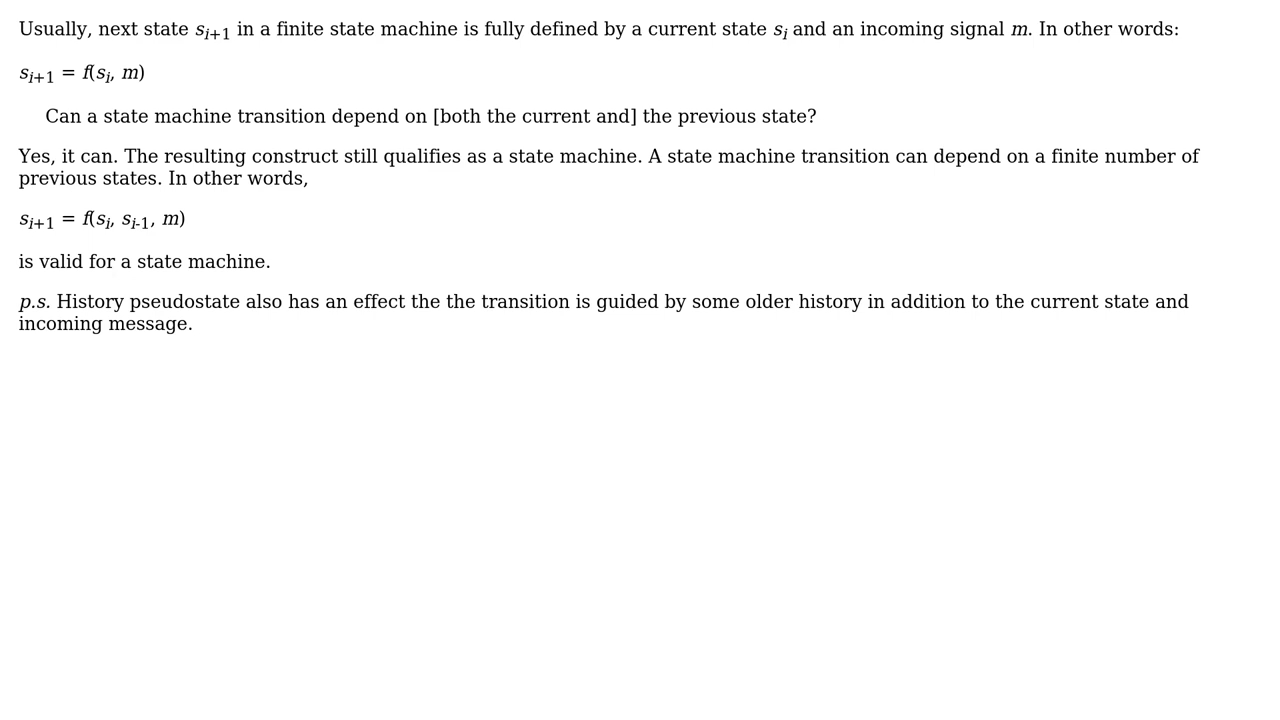 Usually, next state sᵢ₊₁ in a finite state machine is fully defined by a current state sᵢ and an incoming signal m. In other words:
sᵢ₊₁ = f(sᵢ, m)
Can a state machine transition depend on [both the current and] the previous state?
Yes, it can. The resulting construct still qualifies as a state machine. A state machine transition can depend on a finite number of
previous states. In other words,
sᵢ₊₁ = f(sᵢ, sᵢ₋₁, m)
is valid for a state machine.
p.s. History pseudostate also has an effect the the transition is guided by some older history in addition to the current state and
incoming message.